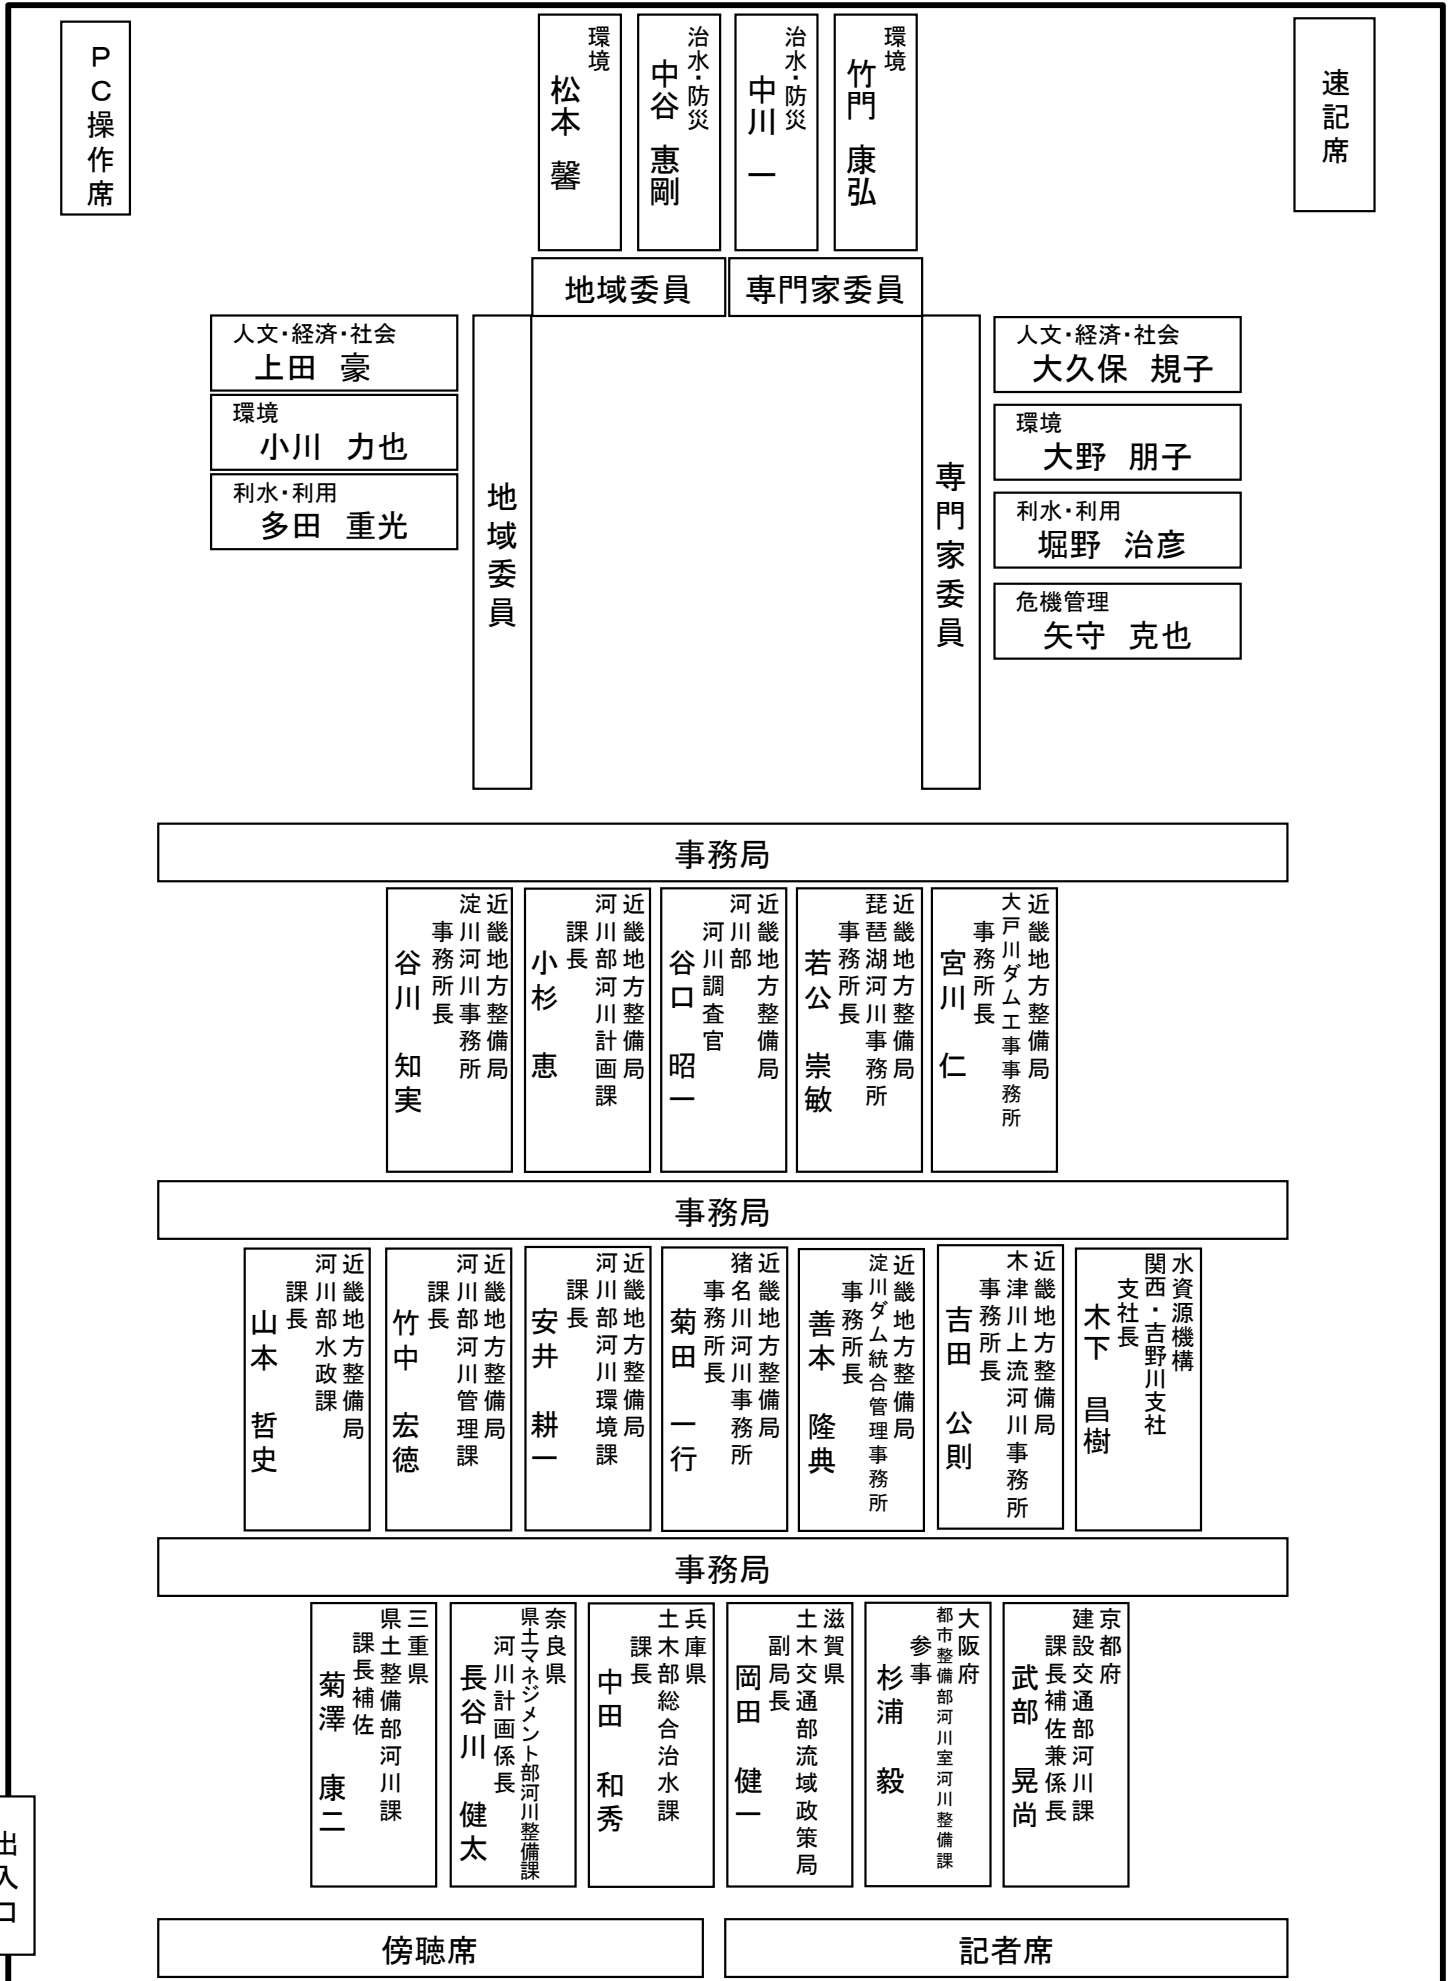 PC操作席
環境
松本 馨
治水・防災
中谷 惠剛
治水・防災
中川 一
環境
竹門 康弘
速記席
地域委員
専門家委員
人文・経済・社会
上田 豪
環境
小川 力也
利水・利用
多田 重光
地域委員
専門家委員
人文・経済・社会
大久保 規子
環境
大野 朋子
利水・利用
堀野 治彦
危機管理
矢守 克也
事務局
近畿地方整備局
淀川河川事務所
事務所長
谷川 知実
近畿地方整備局
河川部河川計画課
課長
小杉 恵
近畿地方整備局
河川部
河川調査官
谷口 昭一
近畿地方整備局
琵琶湖河川事務所
事務所長
若公 崇敏
近畿地方整備局
大戸川ダム工事事務所
事務所長
宮川 仁
事務局
近畿地方整備局
河川部水政課
課長
山本 哲史
近畿地方整備局
河川部河川管理課
課長
竹中 宏徳
近畿地方整備局
河川部河川環境課
課長
安井 耕一
近畿地方整備局
猪名川河川事務所
事務所長
菊田 一行
近畿地方整備局
淀川ダム統合管理事務所
事務所長
善本 隆典
近畿地方整備局
木津川上流河川事務所
事務所長
吉田 公則
水資源機構
関西・吉野川支社
支社長
木下 昌樹
事務局
三重県
県土整備部河川課
課長補佐
菊澤 康二
奈良県
県土マネジメント部河川整備課
河川計画係長
長谷川 健太
兵庫県
土木部総合治水課
課長
中田 和秀
滋賀県
土木交通部流域政策局
副局長
岡田 健一
大阪府
都市整備部河川室河川整備課
参事
杉浦 毅
京都府
建設交通部河川課
課長補佐兼係長
武部 晃尚
出入口
傍聴席
記者席